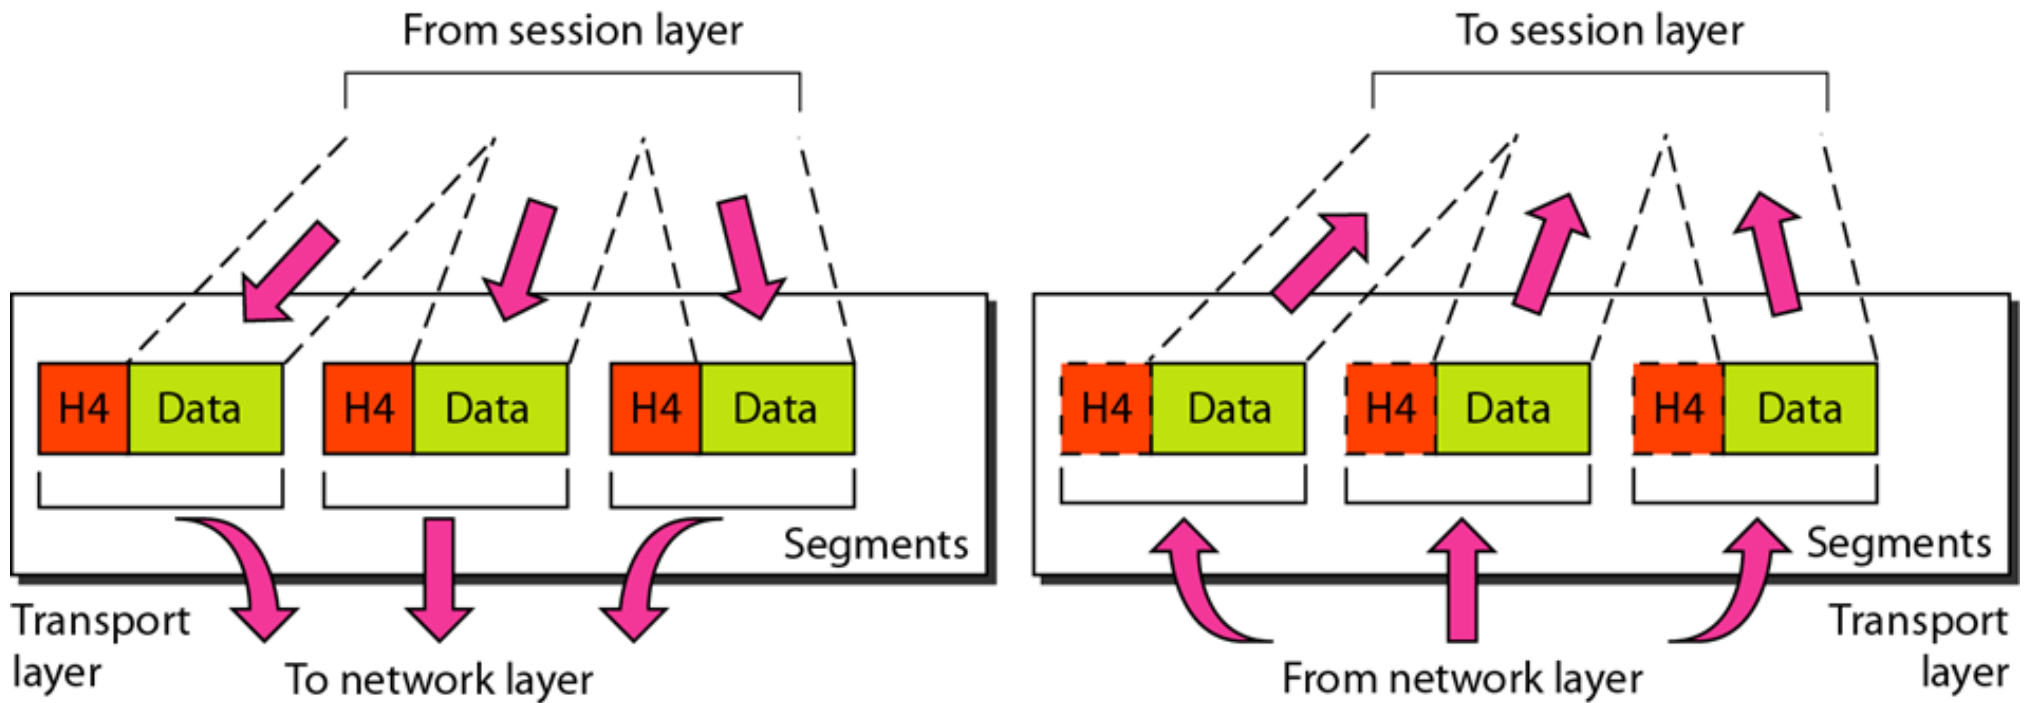 From session layer
H4 Data H4 Data H4 Data
Segments
Transport
layer
To network layer
To session layer
H4 Data H4 Data H4 Data
Segments
Transport
layer
From network layer